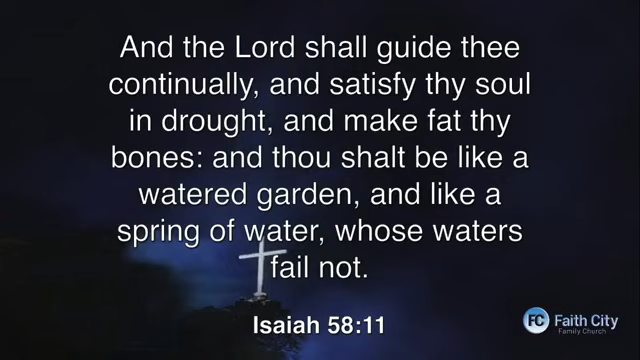 And the Lord shall guide thee
continually, and satisfy thy soul
in drought, and make fat thy
bones: and thou shalt be like a
watered garden, and like a
spring of water, whose waters
fail not.
Isaiah 58:11
FC Faith City
Family Church